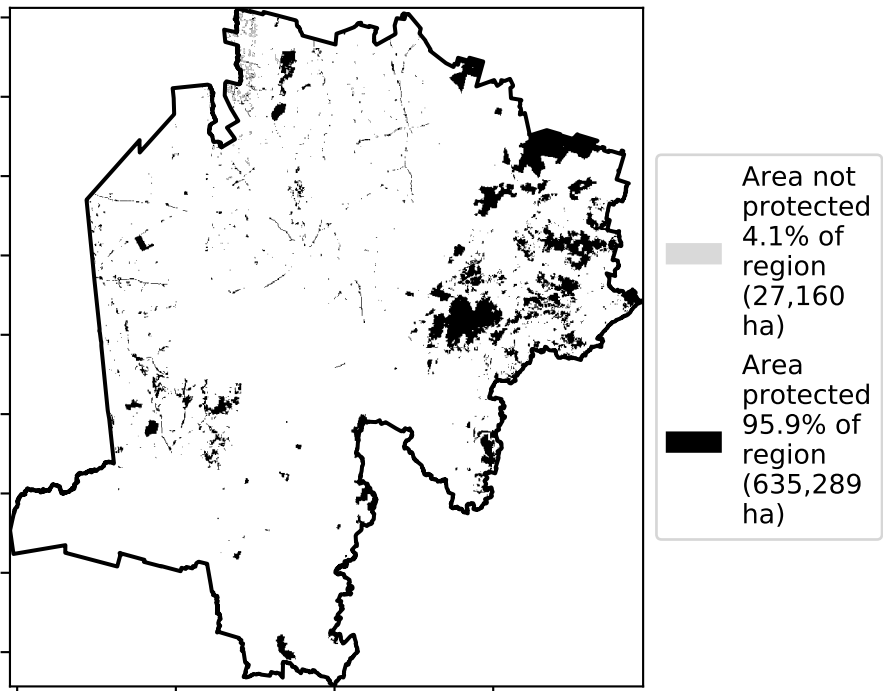 Area not
protected
4.1% of
region
(27,160
ha)
Area
protected
95.9% of
region
(635,289
ha)